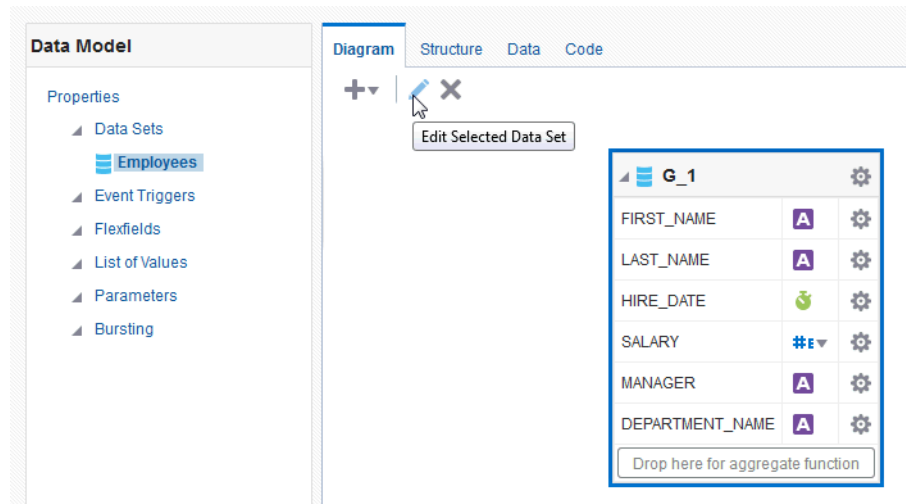 Data Model
Properties
Data Sets
Employees
Event Triggers
Flexfields
List of Values
Parameters
Bursting
Diagram Structure Data Code
Edit Selected Data Set
G_1
FIRST_NAME A
LAST_NAME A
HIRE_DATE
SALARY #E
MANAGER A
DEPARTMENT_NAME A
Drop here for aggregate function